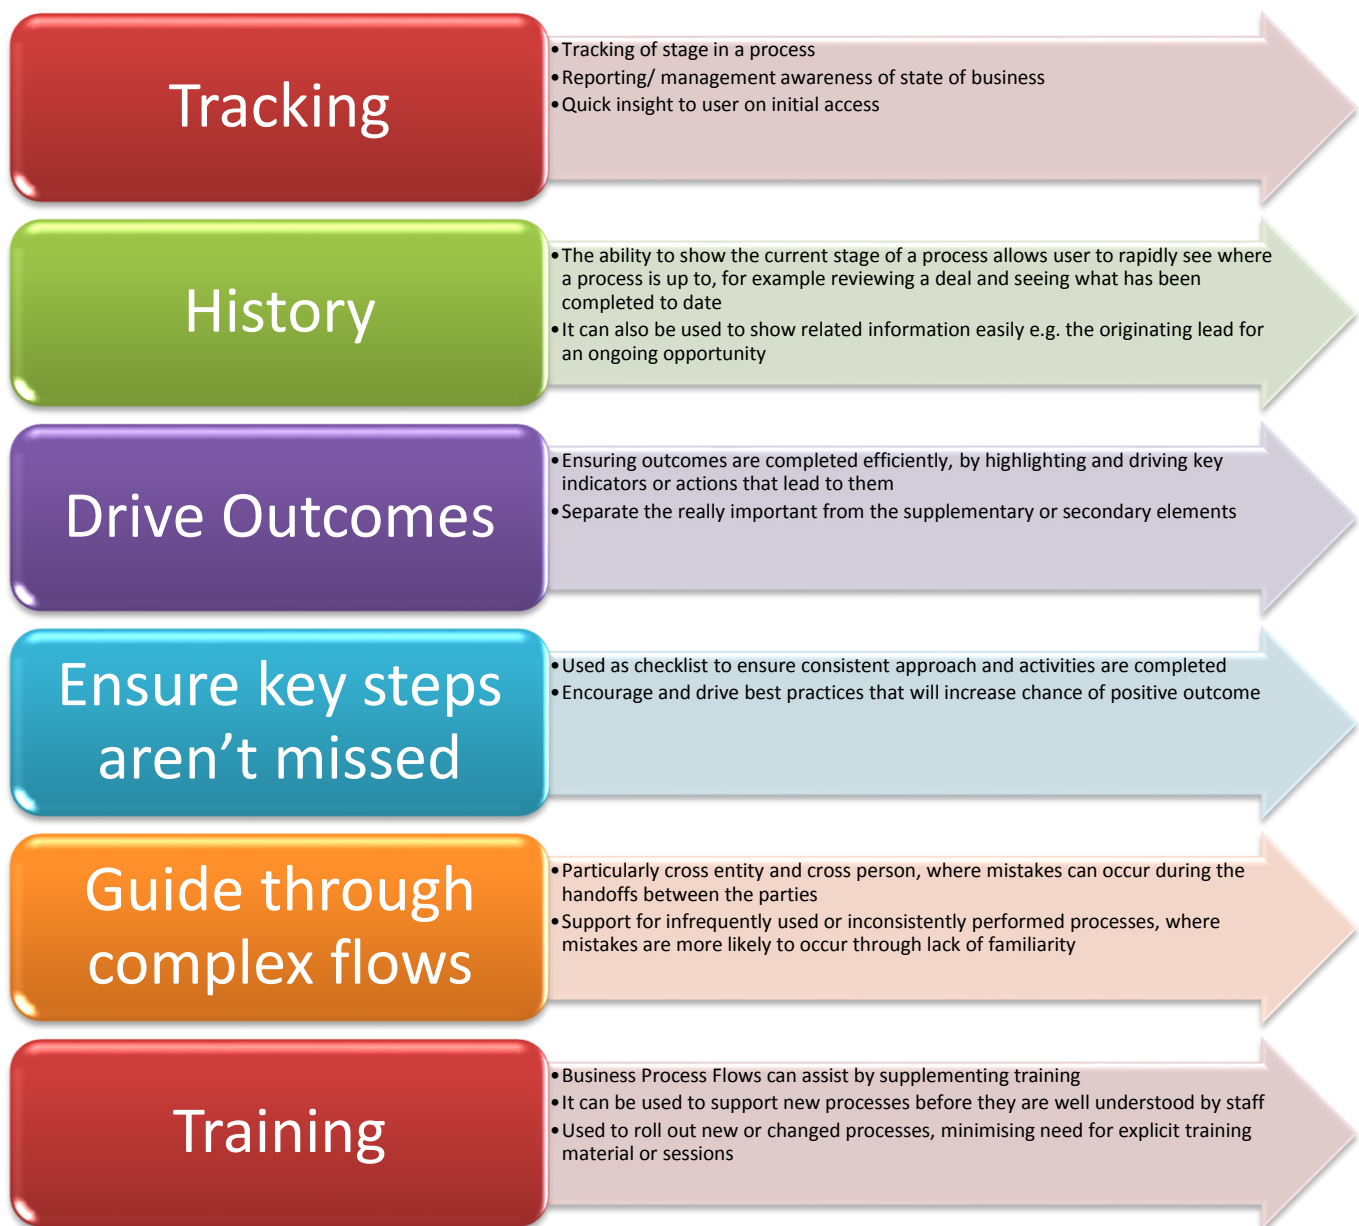 Tracking
•Tracking of stage in a process
•Reporting/ management awareness of state of business
•Quick insight to user on initial access
History
•The ability to show the current stage of a process allows user to rapidly see where
a process is up to, for example reviewing a deal and seeing what has been
completed to date
•It can also be used to show related information easily e.g. the originating lead for
an ongoing opportunity
Drive Outcomes
•Ensuring outcomes are completed efficiently, by highlighting and driving key
indicators or actions that lead to them
•Separate the really important from the supplementary or secondary elements
Ensure key steps
aren’t missed
•Used as checklist to ensure consistent approach and activities are completed
•Encourage and drive best practices that will increase chance of positive outcome
Guide through
complex flows
•Particularly cross entity and cross person, where mistakes can occur during the
handoffs between the parties
•Support for infrequently used or inconsistently performed processes, where
mistakes are more likely to occur through lack of familiarity
Training
•Business Process Flows can assist by supplementing training
•It can be used to support new processes before they are well understood by staff
•Used to roll out new or changed processes, minimising need for explicit training
material or sessions